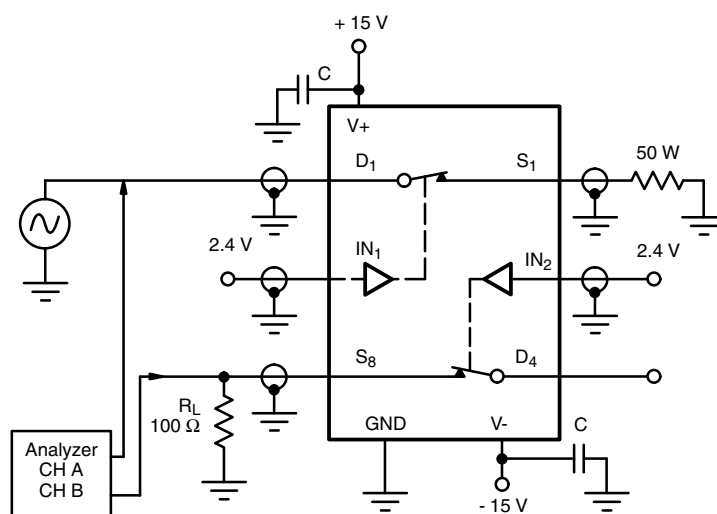 + 15 V
C
V+
D1
S1
50 W
2.4 V
IN1
IN2
2.4 V
S8
D4
RL
100 Ω
GND
V-
C
Analyzer
CH A
CH B
- 15 V